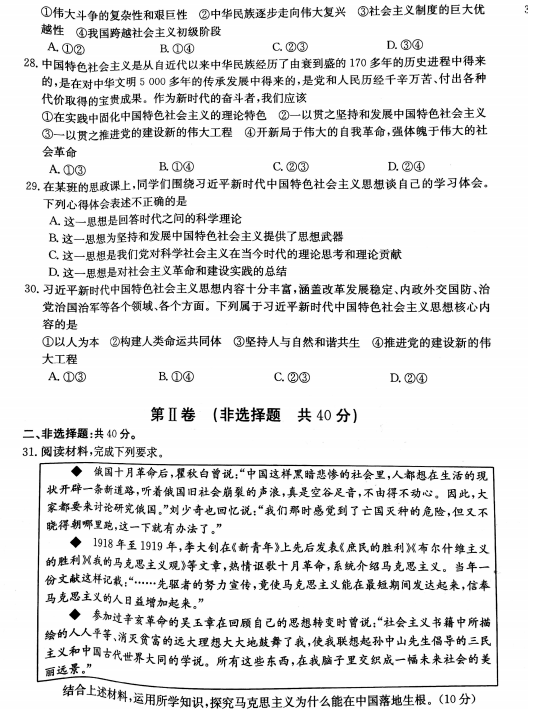 ①伟大斗争的复杂性和艰巨性 ②中华民族逐步走向伟大复兴 ③社会主义制度的巨大优
越性 ④我国跨越社会主义初级阶段
A. ①② B. ①④ C. ②③ D. ③④
28. 中国特色社会主义是从自近代以来中华民族经历了由衰到盛的 170 多年的历史进程中得来
的,是在对中华文明 5 000 多年的传承发展中得来的,是党和人民历经千辛万苦、付出各种
代价取得的宝贵成果。作为新时代的奋斗者,我们应该
①在实践中固化中国特色社会主义的理论特色 ②一以贯之坚持和发展中国特色社会主义
③一以贯之推进党的建设新的伟大工程 ④开新局于伟大的自我革命,强体魄于伟大的社
会革命
A. ①③ B. ①④ C. ②③ D. ②④
29. 在某班的思政课上,同学们围绕习近平新时代中国特色社会主义思想谈自己的学习体会。
下列心得体会表述不正确的是
A. 这一思想是回答时代之问的科学理论
B. 这一思想为坚持和发展中国特色社会主义提供了思想武器
C. 这一思想是我们党对科学社会主义在当今时代的理论思考和理论贡献
D. 这一思想是对社会主义革命和建设实践的总结
30. 习近平新时代中国特色社会主义思想内容十分丰富,涵盖改革发展稳定、内政外交国防、治
党治国治军等各个领域、各个方面。下列属于习近平新时代中国特色社会主义思想核心内
容的是
①以人为本 ②构建人类命运共同体 ③坚持人与自然和谐共生 ④推进党的建设新的伟
大工程
A. ①③ B. ①④ C. ②③ D. ②④
第Ⅱ卷 (非选择题 共 40 分)
二、非选择题:共 40 分。
31. 阅读材料,完成下列要求。
◆ 俄国十月革命后,瞿秋白曾说:“中国这样黑暗悲惨的社会里,人都想在生活的现
状开辟一条新道路,听着俄国旧社会崩裂的声浪,真是空谷足音,不由得不动心。因此,大
家都要来讨论研究俄国。”刘少奇也回忆说:“我们那时感觉到了亡国灭种的危险,但又不
晓得朝哪里跑,这一下就有办法了。”
◆ 1918 年至 1919 年,李大钊在《新青年》上先后发表《庶民的胜利》《布尔什维主义
的胜利》《我的马克思主义观》等文章,热情讴歌十月革命,系统介绍马克思主义。当年一
份文献这样记载:“……先驱者的努力宣传,竟使马克思主义能在最短期间发达起来,信奉
马克思主义的人日益增加起来。”
◆ 参加过辛亥革命的吴玉章在回顾自己的思想转变时曾说:“社会主义书籍中所描
绘的人人平等、消灭贫富的远大理想大大地鼓舞了我,使我联想起孙中山先生倡导的三民
主义和中国古代世界大同的学说。所有这些东西,在我脑子里交织成一幅未来社会的美
丽远景。”
结合上述材料,运用所学知识,探究马克思主义为什么能在中国落地生根。(10 分)